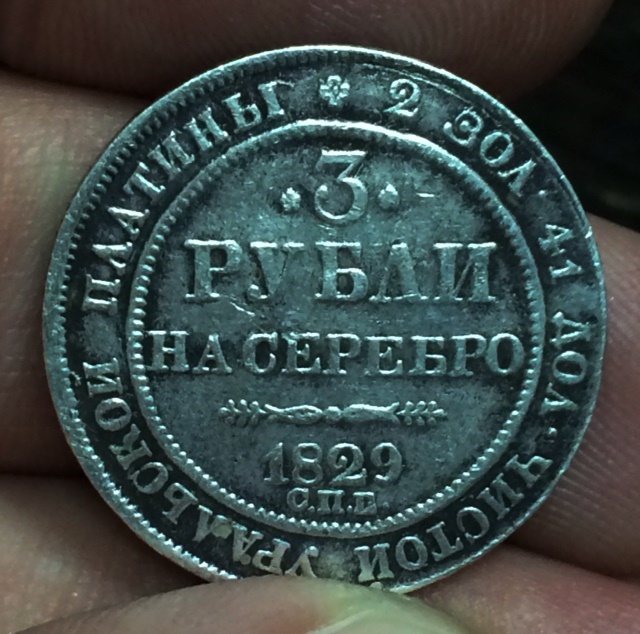 2 ЗОЛ· 41 ДОЛ· ЧИСТОЙ УРАЛЬСКОЙ ПЛАТИНЫ
·3·
РУБЛИ
НА СЕРЕБРО
1829
С.П.Б